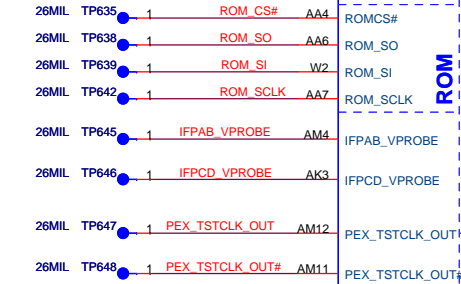 26MIL TP635 1 ROM_CS# AA4 ROMCS#
26MIL TP638 1 ROM_SO AA6 ROM_SO
26MIL TP639 1 ROM_SI W2 ROM_SI
26MIL TP642 1 ROM_SCLK AA7 ROM_SCLK
ROM
26MIL TP645 1 IFPAB_VPROBE AM4 IFPAB_VPROBE
26MIL TP646 1 IFPCD_VPROBE AK3 IFPCD_VPROBE
26MIL TP647 1 PEX_TSTCLK_OUT AM12 PEX_TSTCLK_OUT
26MIL TP648 1 PEX_TSTCLK_OUT# AM11 PEX_TSTCLK_OUT#